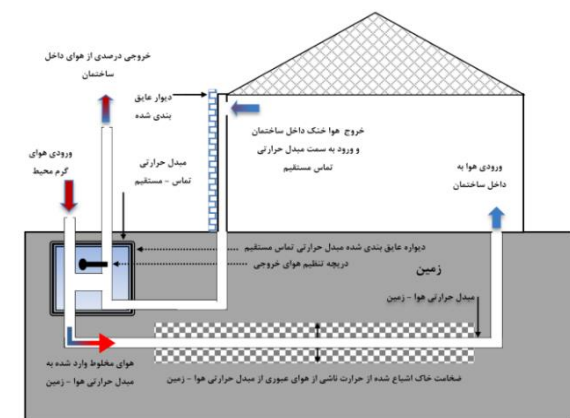 خروجی درصدی از هوای داخل
ساختمان
دیوار عایق
بندی شده
خروج هوا خنک داخل ساختمان
و ورود به سمت مبدل حرارتی
تماس مستقیم
ورودی هوای
گرم محیط
مبدل حرارتی
تماس - مستقیم
ورودی هوا به
داخل ساختمان
دیواره عایق بندی شده مبدل حرارتی تماس مستقیم
دریچه تنظیم هوای خروجی
زمین
مبدل حرارتی هوا - زمین
هوای مخلوط وارد شده به
مبدل حرارتی هوا - زمین
ضخامت خاک اشباع شده از حرارت ناشی از هوای عبوری از مبدل حرارتی هوا - زمین